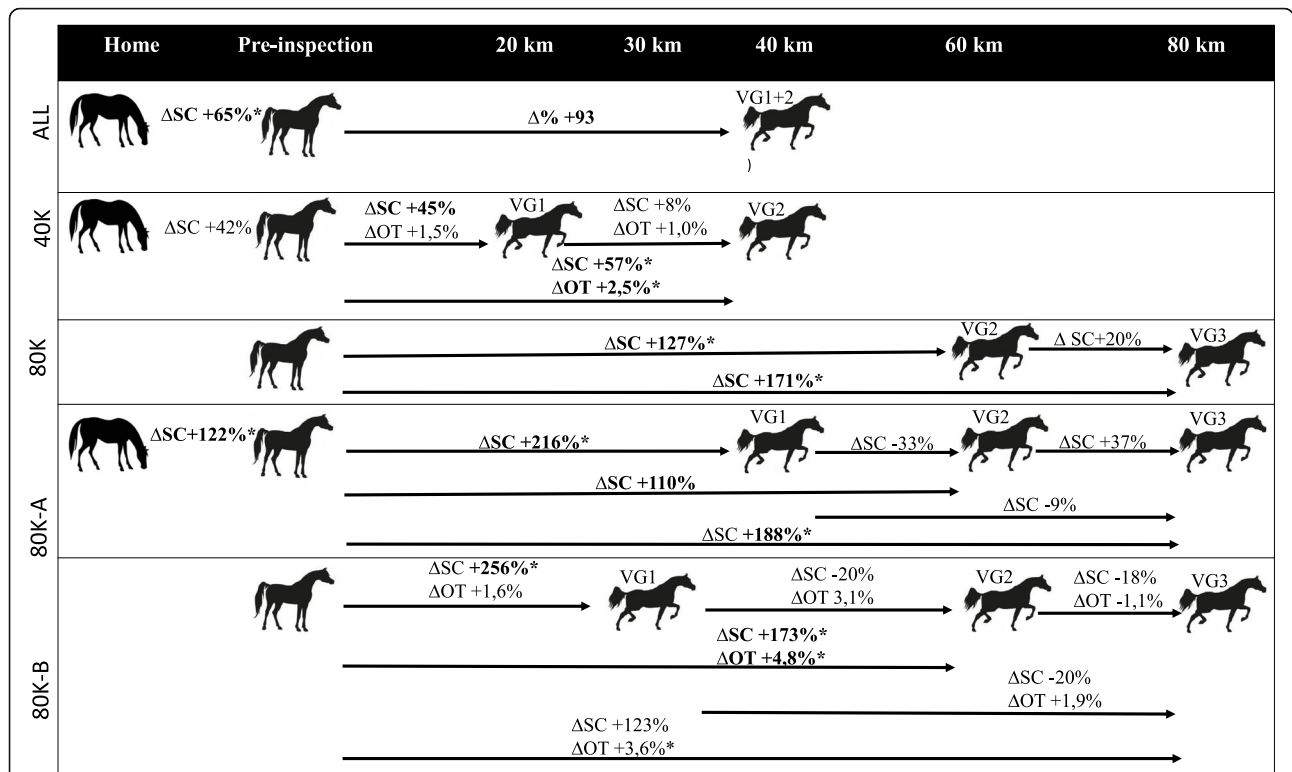 Home Pre-inspection 20 km 30 km 40 km 60 km 80 km
ALL
ΔSC +65%*
Δ% +93
VG1+2
)
40K
ΔSC +42%
ΔSC +45%
ΔOT +1,5%
VG1
ΔSC +8%
ΔOT +1,0%
VG2
ΔSC +57%*
ΔOT +2,5%*
80K
ΔSC +127%*
VG2
Δ SC+20%
VG3
ΔSC +171%*
80K-A
ΔSC+122%*
ΔSC +216%*
VG1
ΔSC -33%
VG2
ΔSC +37%
VG3
ΔSC +110%
ΔSC -9%
ΔSC +188%*
80K-B
ΔSC +256%*
ΔOT +1,6%
VG1
ΔSC -20%
ΔOT 3,1%
VG2
ΔSC -18%
ΔOT -1,1%
VG3
ΔSC +173%*
ΔOT +4,8%*
ΔSC -20%
ΔOT +1,9%
ΔSC +123%
ΔOT +3,6%*